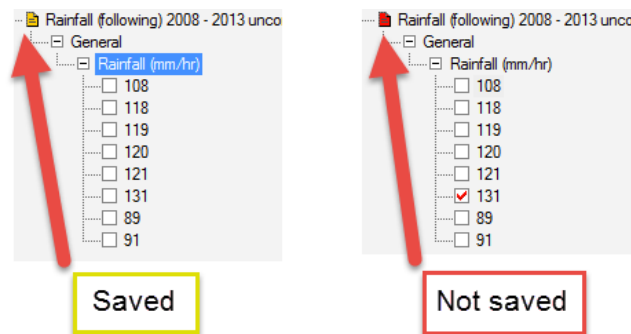 Rainfall (following) 2008 - 2013 unco
General
Rainfall (mm/hr)
108
118
119
120
121
131
89
91
Saved
Rainfall (following) 2008 - 2013 unco
General
Rainfall (mm/hr)
108
118
119
120
121
131
89
91
Not saved